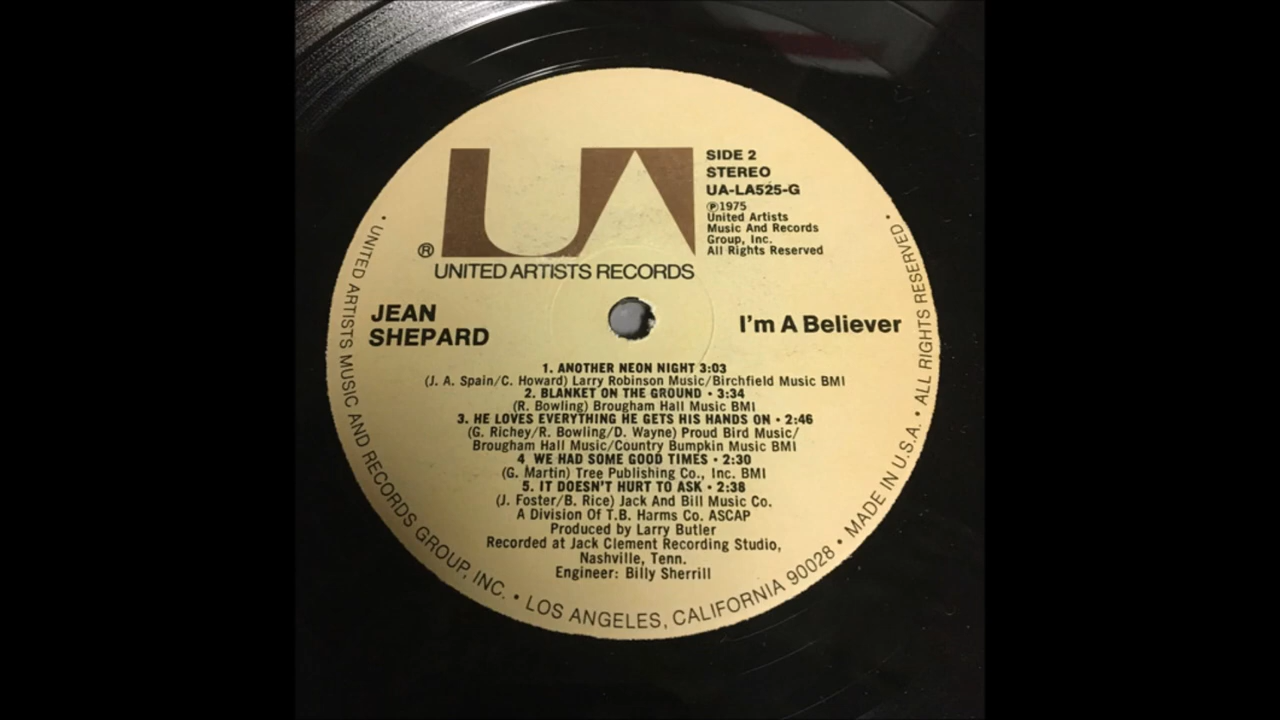 UA
SIDE 2
STEREO
UA-LA525-G
℗1975
United Artists
Music And Records
Group, Inc.
All Rights Reserved
®
UNITED ARTISTS RECORDS
JEAN
SHEPARD
I'm A Believer
1. ANOTHER NEON NIGHT 3:03
(J. A. Spain/C. Howard) Larry Robinson Music/Birchfield Music BMI
2. BLANKET ON THE GROUND • 3:34
(R. Bowling) Brougham Hall Music BMI
3. HE LOVES EVERYTHING HE GETS HIS HANDS ON • 2:46
(G. Richey/R. Bowling/D. Wayne) Proud Bird Music/
Brougham Hall Music/Country Bumpkin Music BMI
4 WE HAD SOME GOOD TIMES • 2:30
(G. Martin) Tree Publishing Co., Inc. BMI
5. IT DOESN'T HURT TO ASK • 2:38
(J. Foster/B. Rice) Jack And Bill Music Co.
A Division Of T.B. Harms Co. ASCAP
Produced by Larry Butler
Recorded at Jack Clement Recording Studio,
Nashville, Tenn.
Engineer: Billy Sherrill
• UNITED ARTISTS MUSIC AND RECORDS GROUP, INC. • LOS ANGELES, CALIFORNIA 90028 • MADE IN U.S.A. • ALL RIGHTS RESERVED •